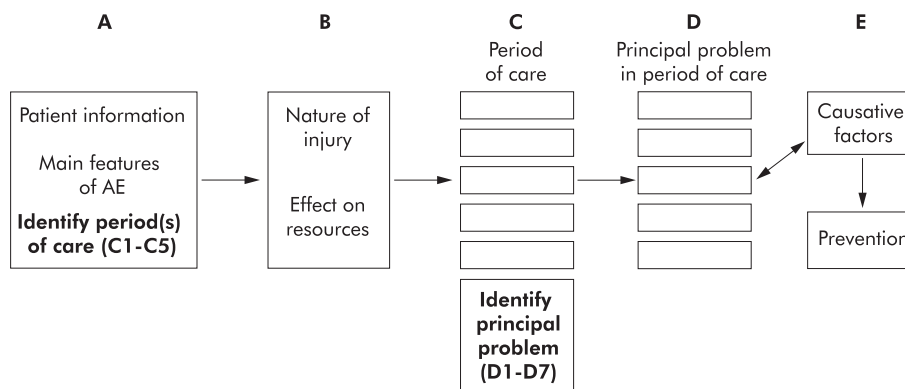 A
B
C
D
E
Period
of care
Principal problem
in period of care
Patient information
Main features
of AE
Identify period(s)
of care (C1-C5)
Nature of
injury
Effect on
resources
Identify
principal
problem
(D1-D7)
Causative
factors
Prevention